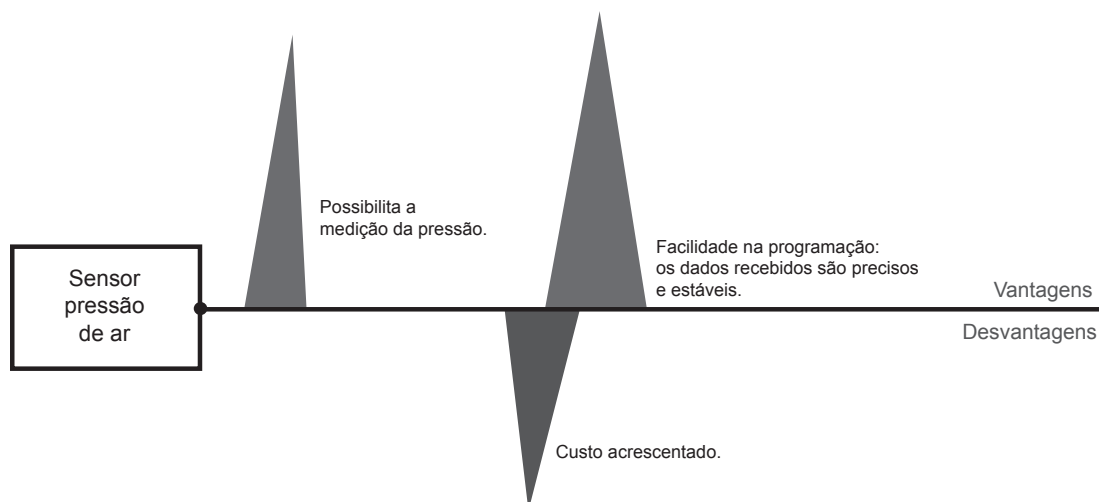 Sensor
pressão
de ar
Possibilita a
medição da pressão.
Facilidade na programação:
os dados recebidos são precisos
e estáveis.
Vantagens
Desvantagens
Custo acrescentado.